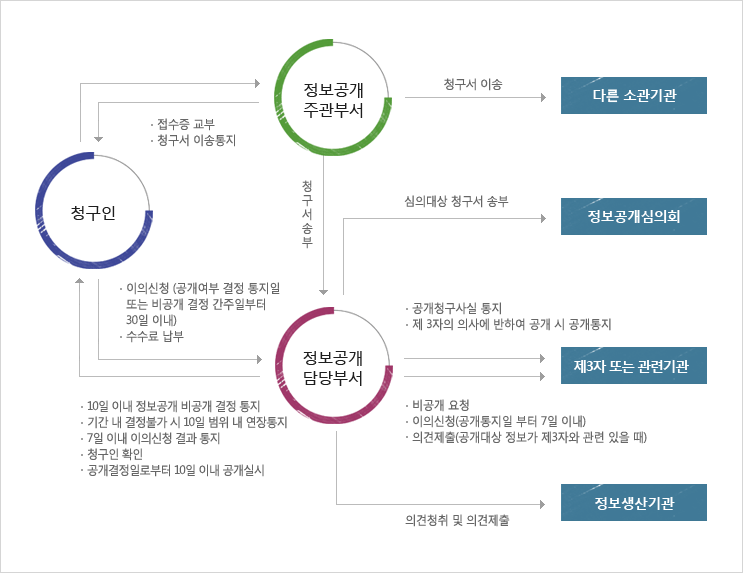 정보공개
주관부서
청구서 이송
다른 소관기관
· 접수증 교부
· 청구서 이송통지
청구인
청구서송부
심의대상 청구서 송부
정보공개심의회
· 이의신청 (공개여부 결정 통지일
또는 비공개 결정 간주일부터
30일 이내)
· 수수료 납부
· 공개청구사실 통지
· 제 3자의 의사에 반하여 공개 시 공개통지
정보공개
담당부서
제3자 또는 관련기관
· 10일 이내 정보공개 비공개 결정 통지
· 기간 내 결정불가 시 10일 범위 내 연장통지
· 7일 이내 이의신청 결과 통지
· 청구인 확인
· 공개결정일로부터 10일 이내 공개실시
· 비공개 요청
· 이의신청(공개통지일 부터 7일 이내)
· 의견제출(공개대상 정보가 제3자와 관련 있을 때)
정보생산기관
의견청취 및 의견제출